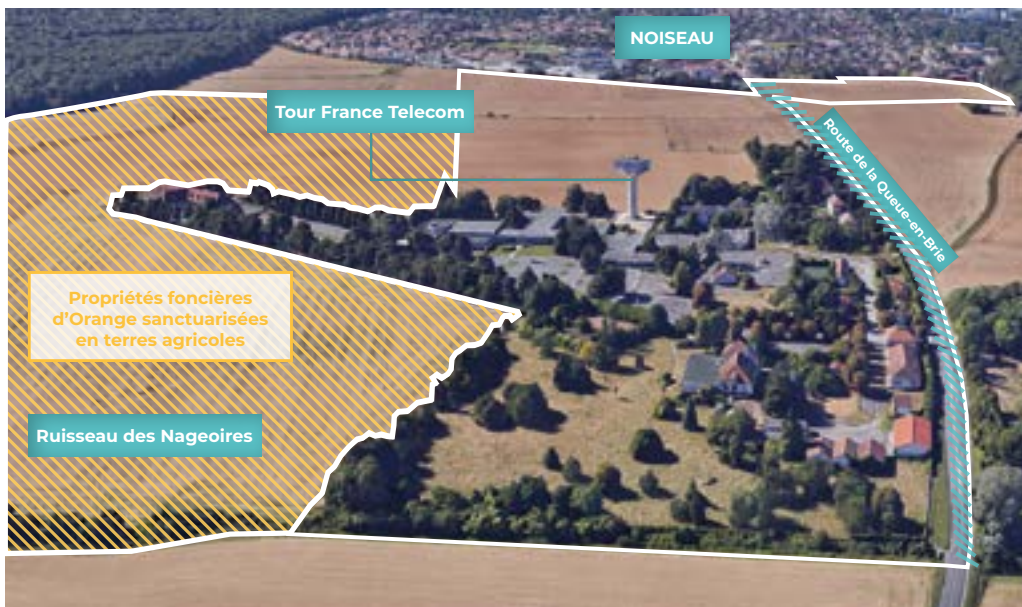 NOISEAU
Tour France Telecom
Route de la Queue-en-Brie
Propriétés foncières
d’Orange sanctuarisées
en terres agricoles
Ruisseau des Nageoires